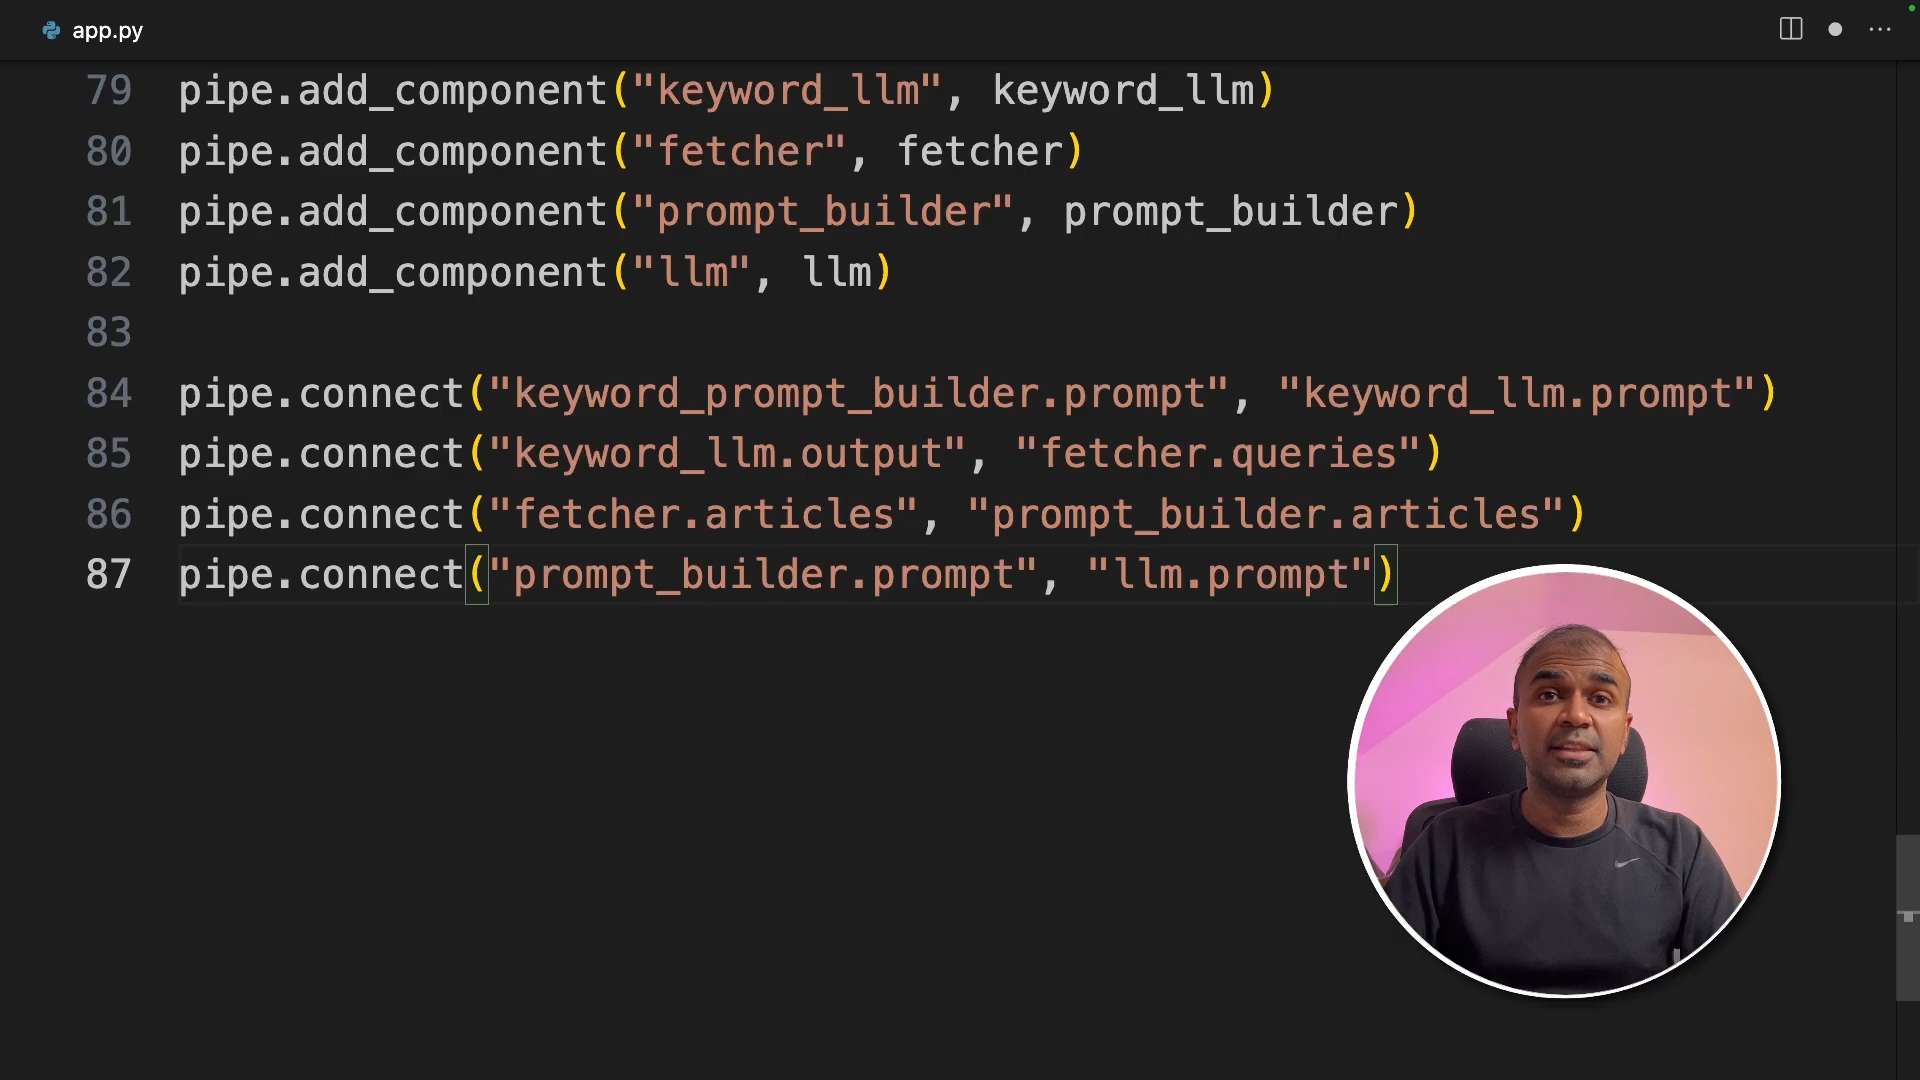 app.py
79 pipe.add_component("keyword_llm", keyword_llm)
80 pipe.add_component("fetcher", fetcher)
81 pipe.add_component("prompt_builder", prompt_builder)
82 pipe.add_component("llm", llm)
83
84 pipe.connect("keyword_prompt_builder.prompt", "keyword_llm.prompt")
85 pipe.connect("keyword_llm.output", "fetcher.queries")
86 pipe.connect("fetcher.articles", "prompt_builder.articles")
87 pipe.connect("prompt_builder.prompt", "llm.prompt")